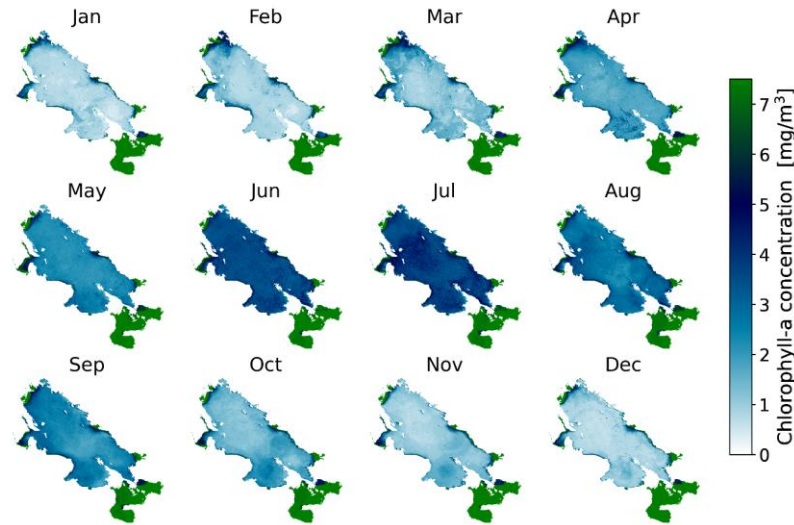 Jan Feb Mar Apr
May Jun Jul Aug
Sep Oct Nov Dec
7
6
5
4
3
2
1
0
Chlorophyll-a concentration [mg/m³]